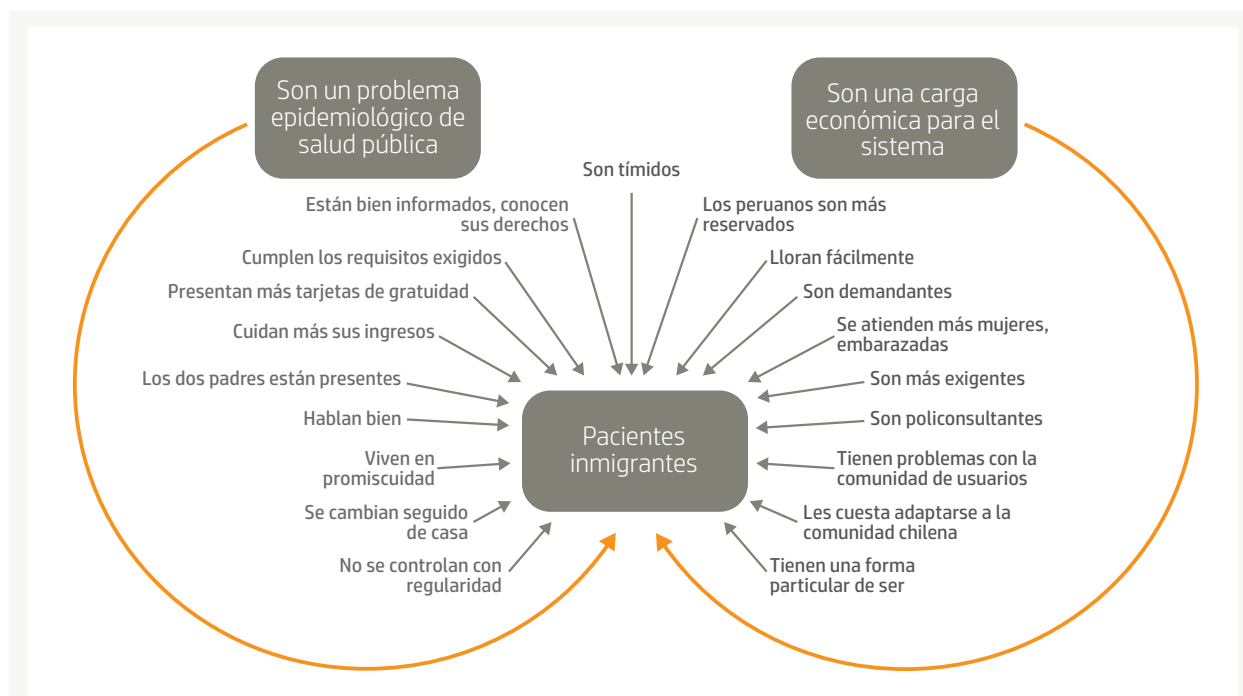 Son un problema
epidemiológico de
salud pública
Son una carga
económica para el
sistema
Son tímidos
Están bien informados, conocen
sus derechos
Los peruanos son más
reservados
Cumplen los requisitos exigidos
Lloran fácilmente
Presentan más tarjetas de gratuidad
Son demandantes
Cuidan más sus ingresos
Se atienden más mujeres,
embarazadas
Los dos padres están presentes
Son más exigentes
Hablan bien
Son policonsultantes
Pacientes
inmigrantes
Viven en
promiscuidad
Tienen problemas con la
comunidad de usuarios
Se cambian seguido
de casa
Les cuesta adaptarse a la
comunidad chilena
No se controlan con
regularidad
Tienen una forma
particular de ser